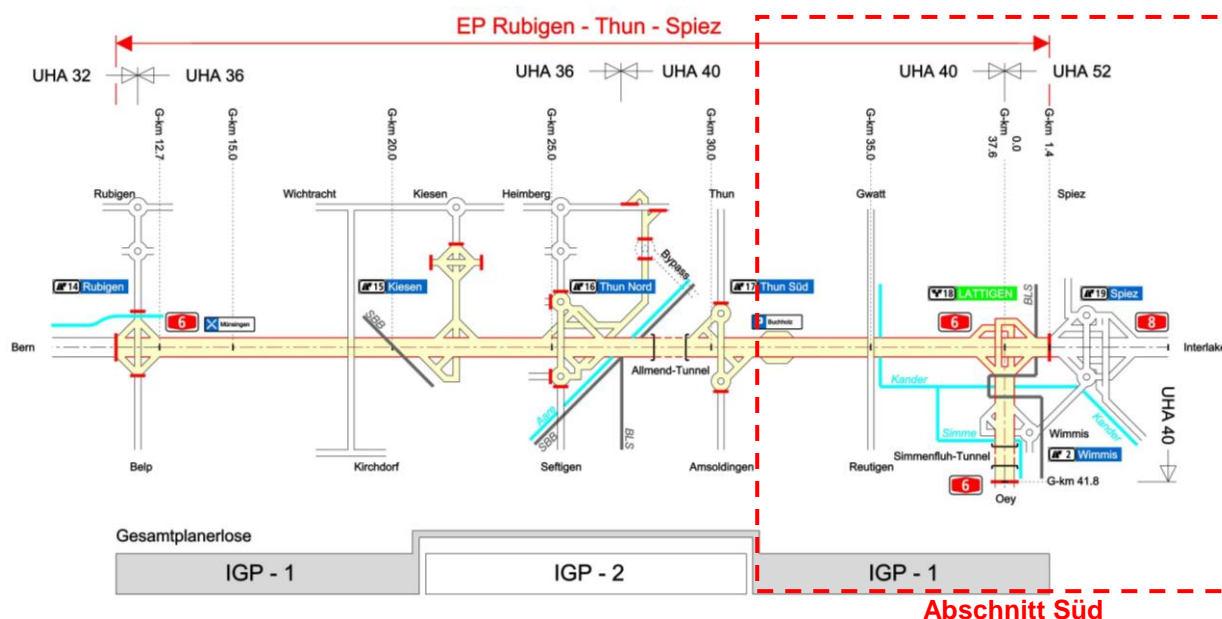 EP Rubigen - Thun - Spiez
UHA 32
UHA 36
UHA 36
UHA 40
UHA 40
UHA 52
G-km 12.7
G-km 15.0
G-km 20.0
G-km 25.0
G-km 30.0
G-km 35.0
G-km 0.0
37.6
G-km 1.4
Rubigen
Wichtracht
Kiesen
Heimberg
Thun
Gwatt
Spiez
Bypass
14 Rubigen
15 Kiesen
16 Thun Nord
17 Thun Süd
18 LATTIGEN
BLS
19 Spiez
6
Münsingen
SBB
Buchholz
6
8
Bern
Interlake
Allmend-Tunnel
Kander
Kander
Aare
SBB
BLS
Simme
Wimmis
Simmenfluh-Tunnel
2 Wimmis
UHA 40
Belp
Kirchdorf
Seftigen
Amsoldingen
Reutigen
6
G-km 41.8
Oey
Gesamtplanerlose
IGP - 1
IGP - 2
IGP - 1
Abschnitt Süd